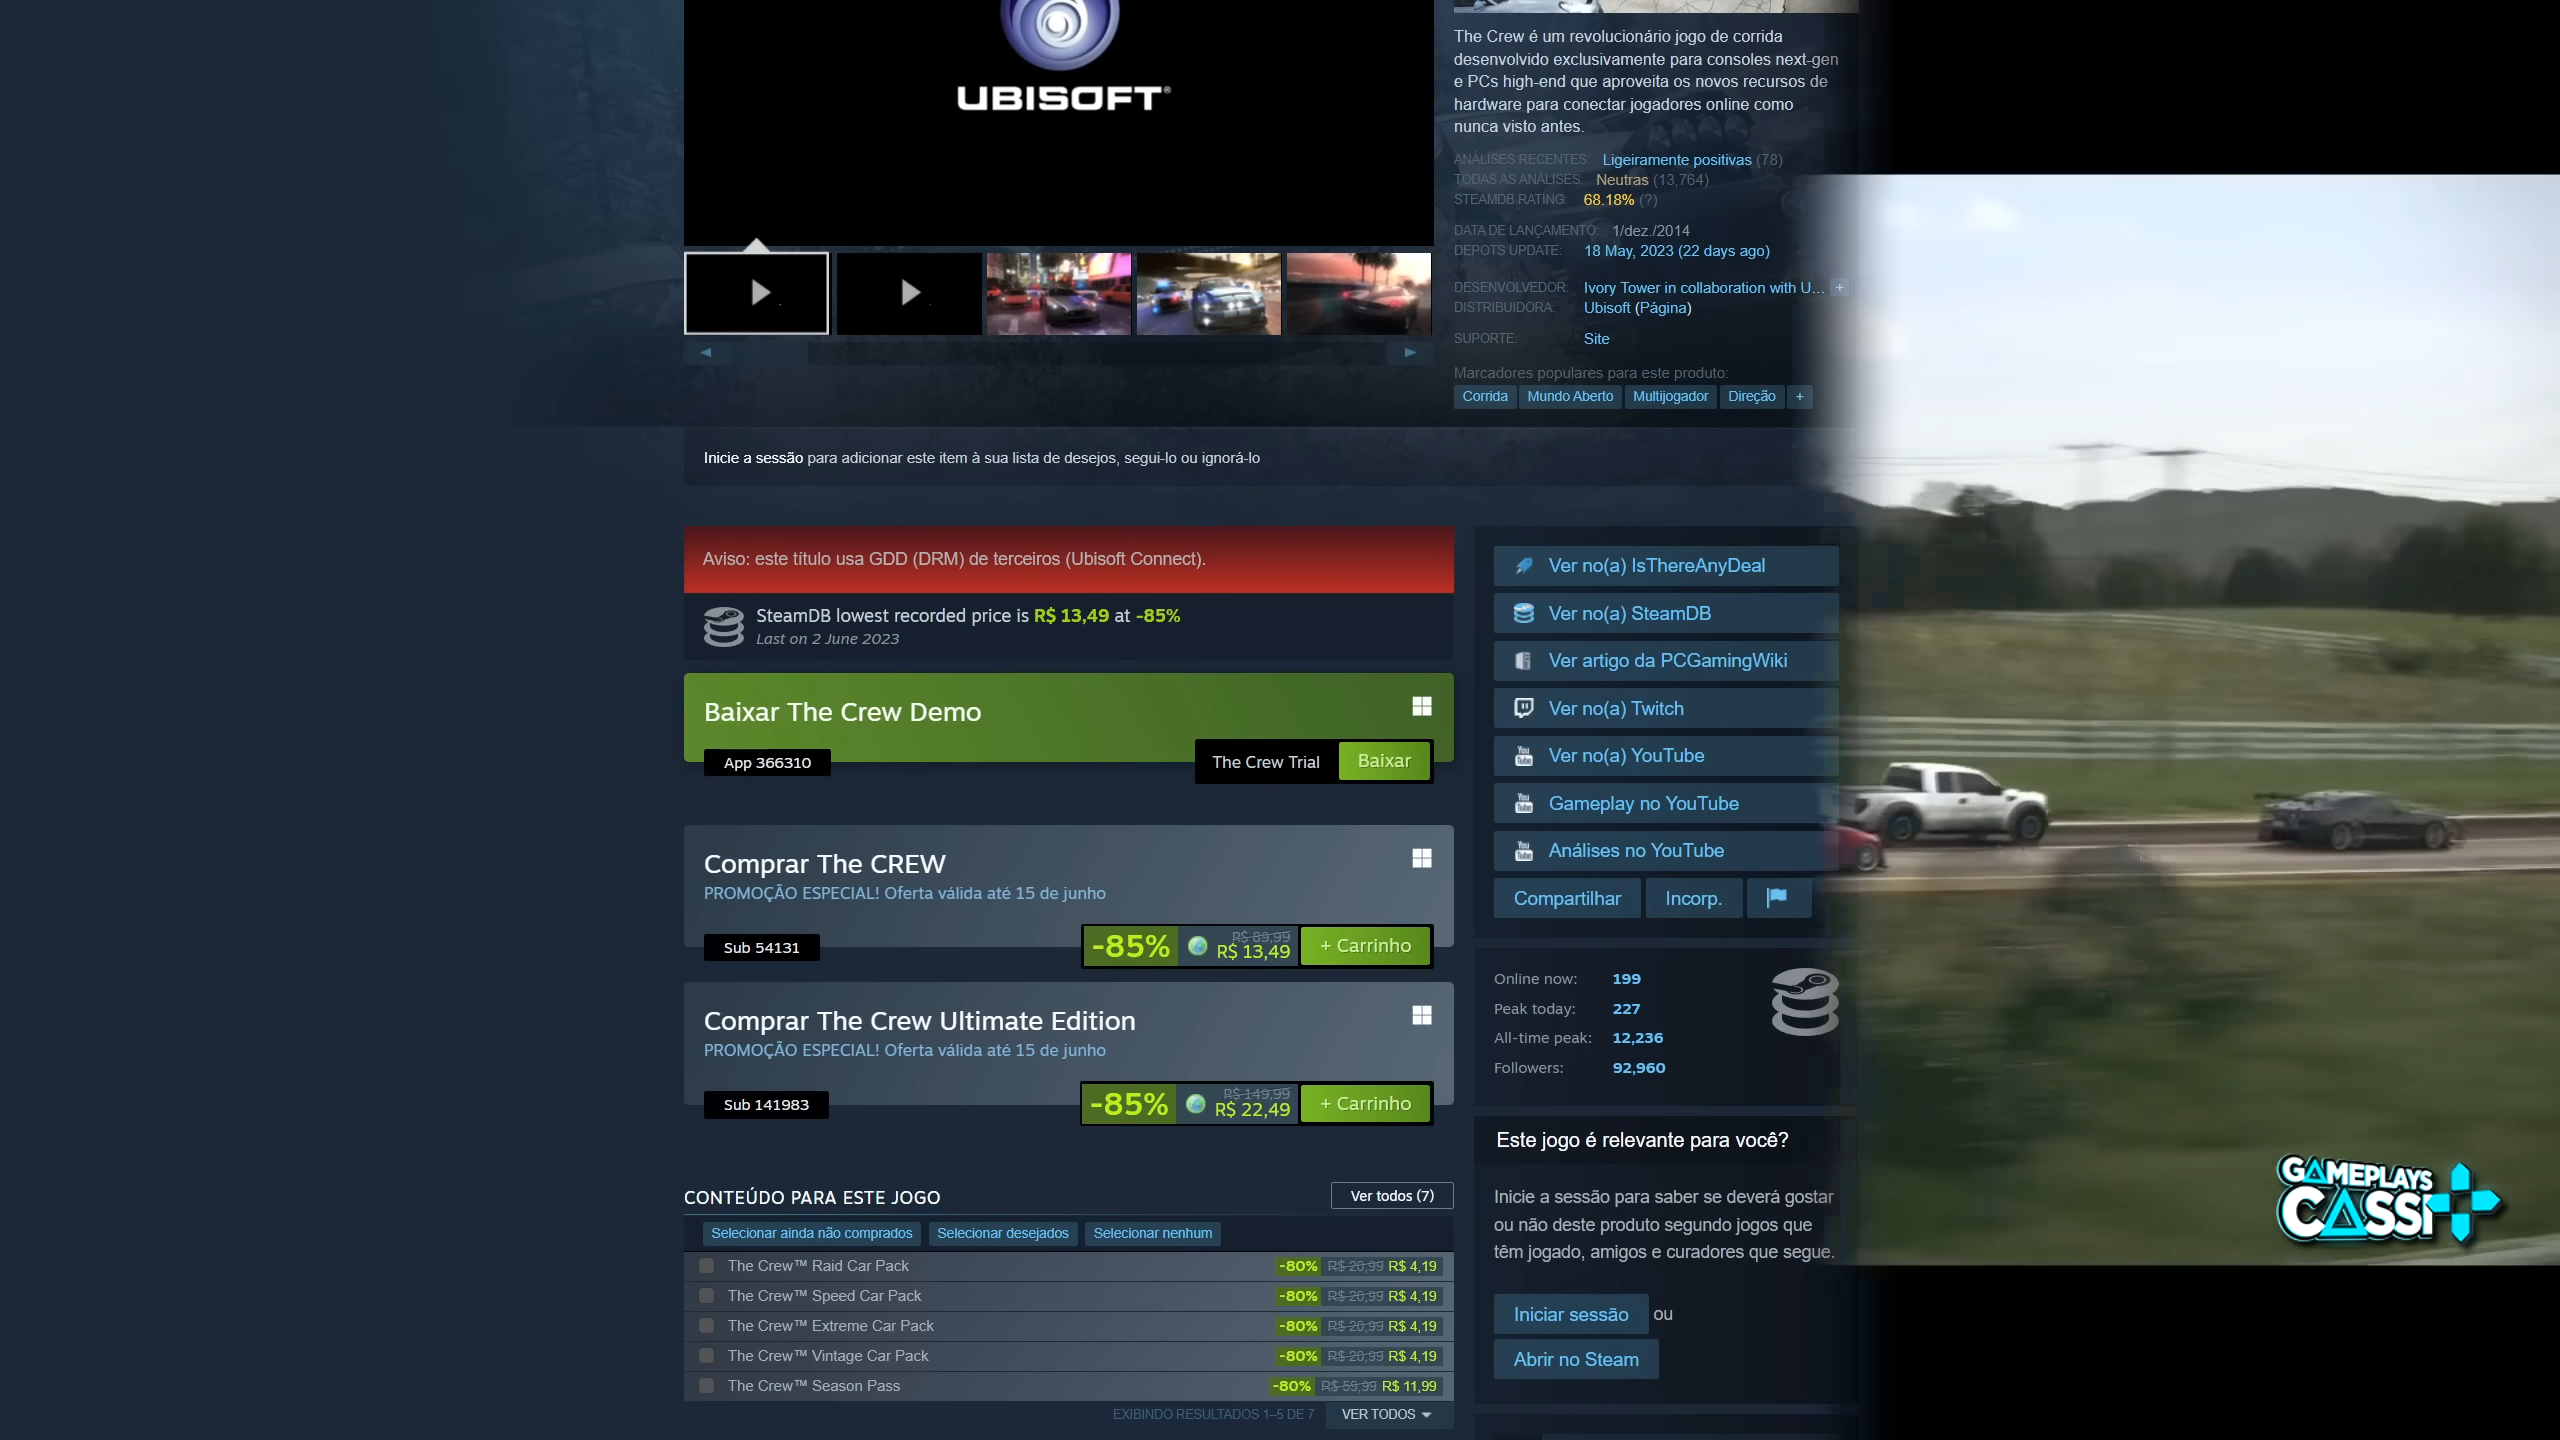 UBISOFT
The Crew é um revolucionário jogo de corrida
desenvolvido exclusivamente para consoles next-gen
e PCs high-end que aproveita os novos recursos de
hardware para conectar jogadores online como
nunca visto antes.
ANÁLISES RECENTES: Ligeiramente positivas (78)
TODAS AS ANÁLISES: Neutras (13,764)
STEAMDB RATING: 68.18% (?)
DATA DE LANÇAMENTO: 1/dez./2014
DEPOTS UPDATE: 18 May, 2023 (22 days ago)
DESENVOLVEDOR: Ivory Tower in collaboration with U... +
DISTRIBUIDORA: Ubisoft (Página)
SUPORTE: Site
Marcadores populares para este produto:
Corrida Mundo Aberto Multijogador Direção +
Inicie a sessão para adicionar este item à sua lista de desejos, segui-lo ou ignorá-lo
Aviso: este título usa GDD (DRM) de terceiros (Ubisoft Connect).
SteamDB lowest recorded price is R$ 13,49 at -85%
Last on 2 June 2023
Baixar The Crew Demo
App 366310
The Crew Trial Baixar
Comprar The CREW
PROMOÇÃO ESPECIAL! Oferta válida até 15 de junho
Sub 54131
-85% R$ 89,99 R$ 13,49 + Carrinho
Comprar The Crew Ultimate Edition
PROMOÇÃO ESPECIAL! Oferta válida até 15 de junho
Sub 141983
-85% R$ 149,99 R$ 22,49 + Carrinho
CONTEÚDO PARA ESTE JOGO Ver todos (7)
Selecionar ainda não comprados Selecionar desejados Selecionar nenhum
The Crew™ Raid Car Pack -80% R$ 20,99 R$ 4,19
The Crew™ Speed Car Pack -80% R$ 20,99 R$ 4,19
The Crew™ Extreme Car Pack -80% R$ 20,99 R$ 4,19
The Crew™ Vintage Car Pack -80% R$ 20,99 R$ 4,19
The Crew™ Season Pass -80% R$ 59,99 R$ 11,99
EXIBINDO RESULTADOS 1–5 DE 7 VER TODOS
Ver no(a) IsThereAnyDeal
Ver no(a) SteamDB
Ver artigo da PCGamingWiki
Ver no(a) Twitch
Ver no(a) YouTube
Gameplay no YouTube
Análises no YouTube
Compartilhar Incorp.
Online now: 199
Peak today: 227
All-time peak: 12,236
Followers: 92,960
Este jogo é relevante para você?
Inicie a sessão para saber se deverá gostar
ou não deste produto segundo jogos que
têm jogado, amigos e curadores que segue.
Iniciar sessão ou
Abrir no Steam
GAMEPLAYS
CASSI